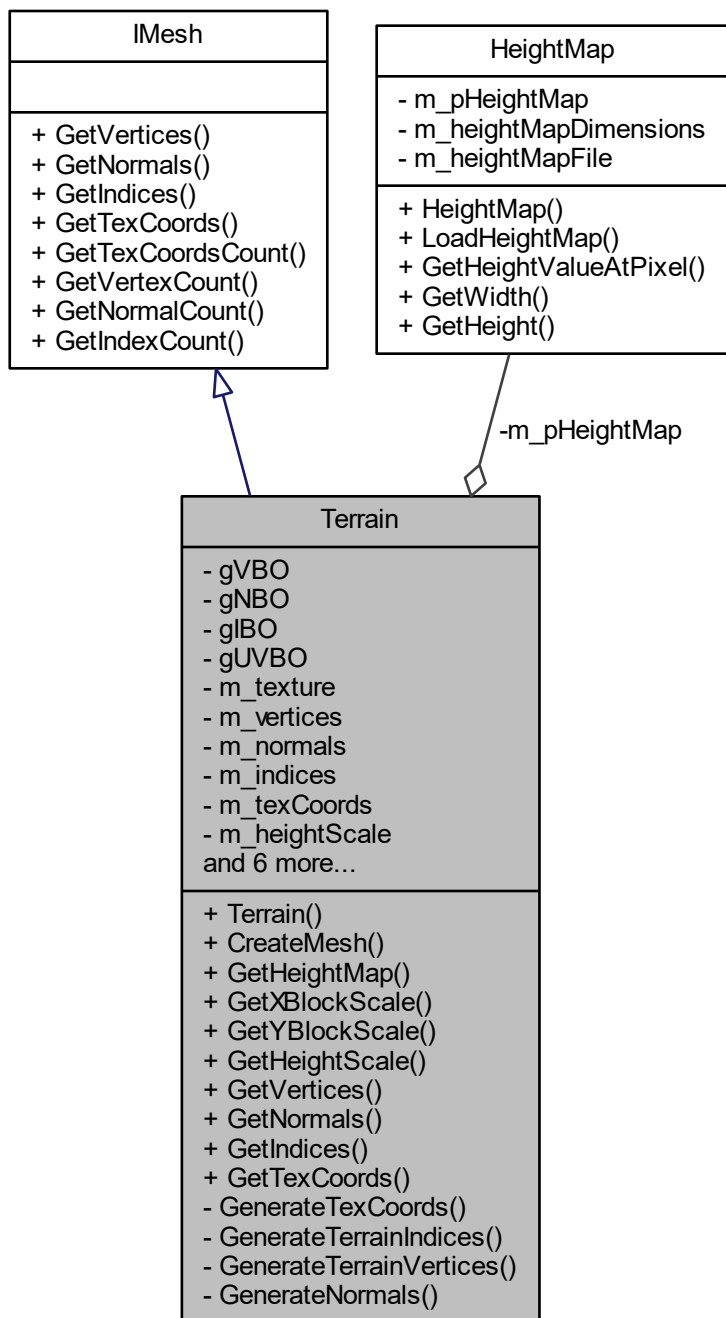 IMesh
+ GetVertices()
+ GetNormals()
+ GetIndices()
+ GetTexCoords()
+ GetTexCoordsCount()
+ GetVertexCount()
+ GetNormalCount()
+ GetIndexCount()
HeightMap
- m_pHeightMap
- m_heightMapDimensions
- m_heightMapFile
+ HeightMap()
+ LoadHeightMap()
+ GetHeightValueAtPixel()
+ GetWidth()
+ GetHeight()
-m_pHeightMap
Terrain
- gVBO
- gNBO
- gIBO
- gUVBO
- m_texture
- m_vertices
- m_normals
- m_indices
- m_texCoords
- m_heightScale
and 6 more...
+ Terrain()
+ CreateMesh()
+ GetHeightMap()
+ GetXBlockScale()
+ GetYBlockScale()
+ GetHeightScale()
+ GetVertices()
+ GetNormals()
+ GetIndices()
+ GetTexCoords()
- GenerateTexCoords()
- GenerateTerrainIndices()
- GenerateTerrainVertices()
- GenerateNormals()